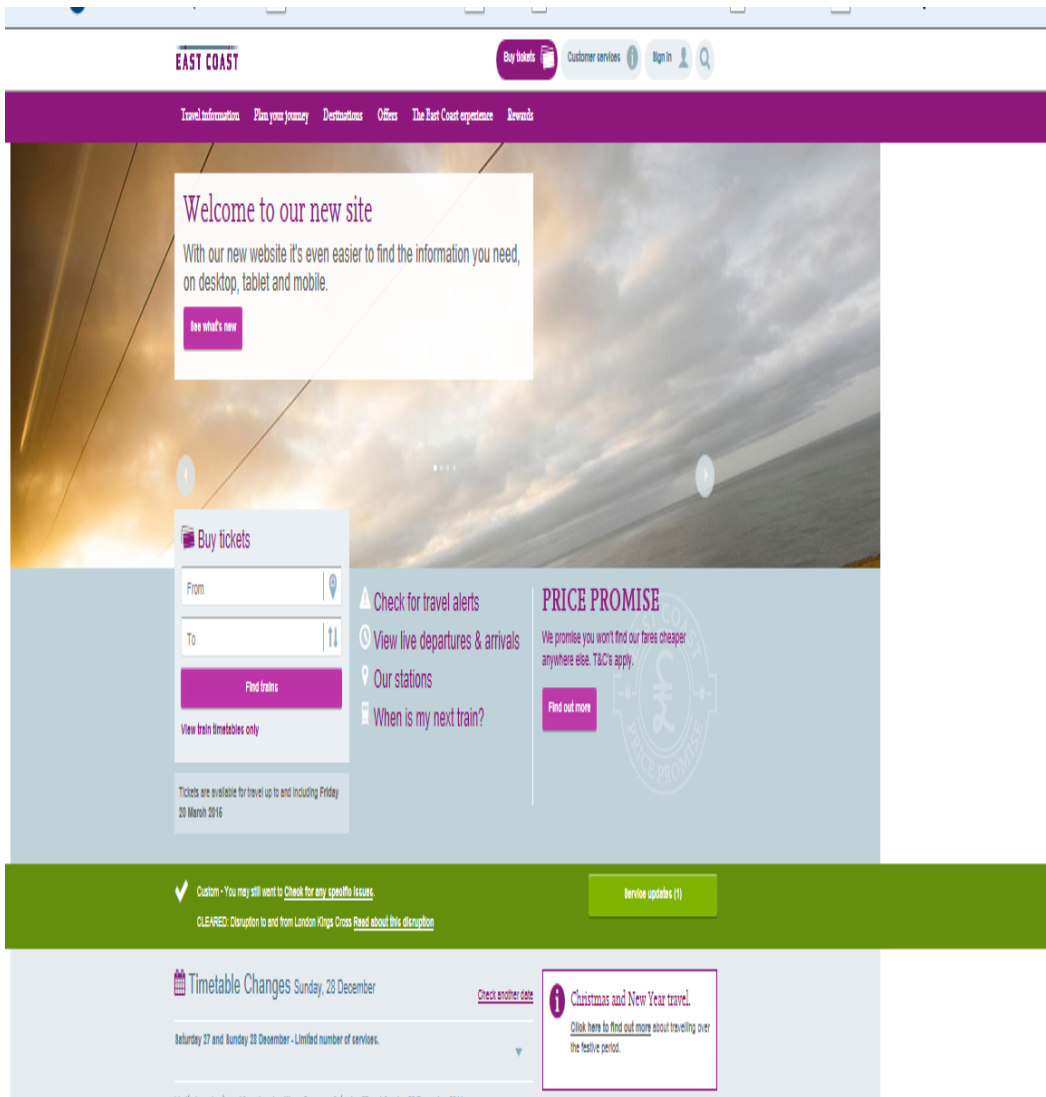 EAST COAST
Buy tickets
Customer services
Sign in
Travel information Plan your journey Destinations Offers The East Coast experience Rewards
Welcome to our new site
With our new website it's even easier to find the information you need,
on desktop, tablet and mobile.
See what's new
Buy tickets
From
To
Find trains
View train timetables only
Tickets are available for travel up to and including Friday
20 March 2015
Check for travel alerts
View live departures & arrivals
Our stations
When is my next train?
PRICE PROMISE
We promise you won't find our fares cheaper
anywhere else. T&C's apply.
Find out more
EAST COAST
PRICE PROMISE
Custom - You may still want to Check for any specific issues.
CLEARED: Disruption to and from London Kings Cross Read about this disruption
Service updates (1)
Timetable Changes Sunday, 28 December
Check another date
Saturday 27 and Sunday 28 December - Limited number of services.
Christmas and New Year travel.
Click here to find out more about travelling over
the festive period.